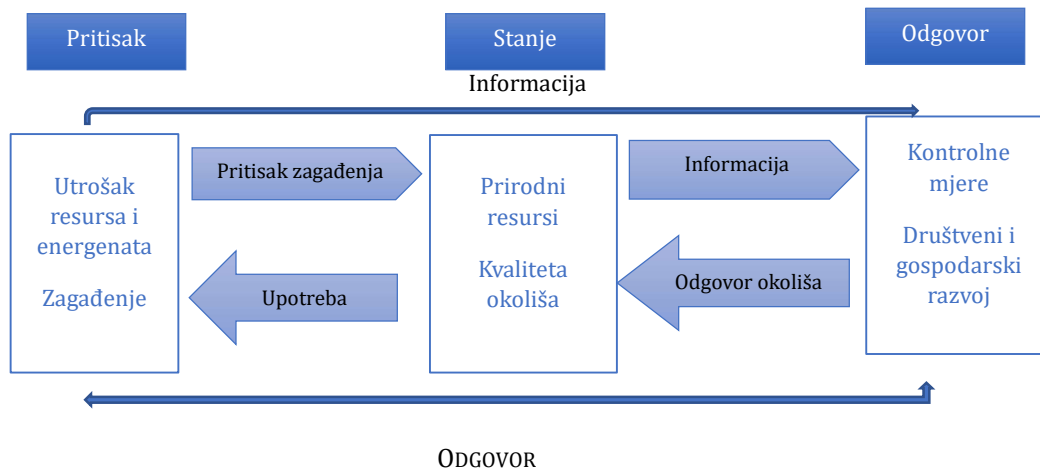 Pritisak
Stanje
Odgovor
Informacija
Utrošak
resursa i
energenata
Zagađenje
Pritisak zagađenja
Upotreba
Prirodni
resursi
Kvaliteta
okoliša
Informacija
Odgovor okoliša
Kontrolne
mjere
Društveni i
gospodarski
razvoj
ODGOVOR